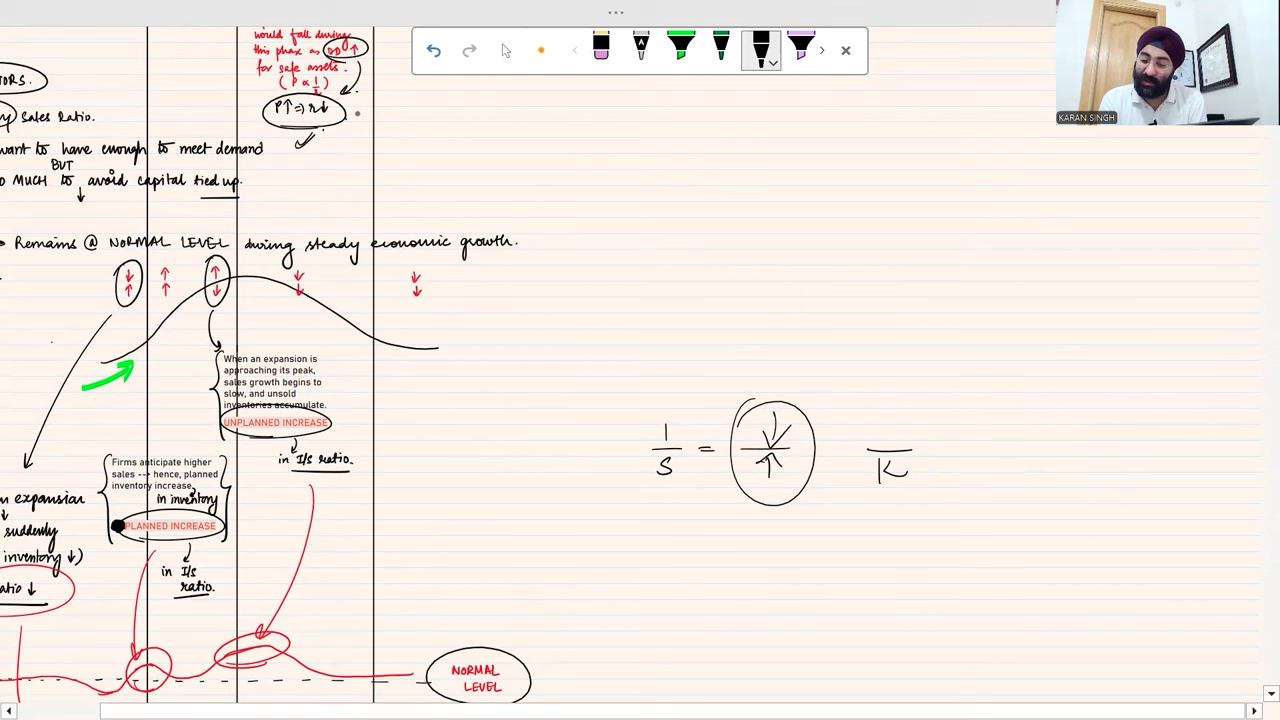 would fall during
this phase as DD ↑
for safe assets.
(P ∝ 1/r)
P↑ => r↓
TORS.
Sales Ratio.
want to have enough to meet demand
BUT
O MUCH to avoid capital tied up.
↓
Remains @ NORMAL LEVEL during steady economic growth.
↓ ↑ ↑ ↓ ↓
↑ ↑ ↓ ↓ ↓
When an expansion is
approaching its peak,
sales growth begins to
slow, and unsold
inventories accumulate.
UNPLANNED INCREASE
in I/s ratio.
Firms anticipate higher
sales --> hence, planned
inventory increase.
in inventory
PLANNED INCREASE
in I/s
ratio.
n expansion
↓
suddenly
inventory ↓)
atio ↓
I/S = ↓/↑
K
NORMAL
LEVEL
KARAN SINGH